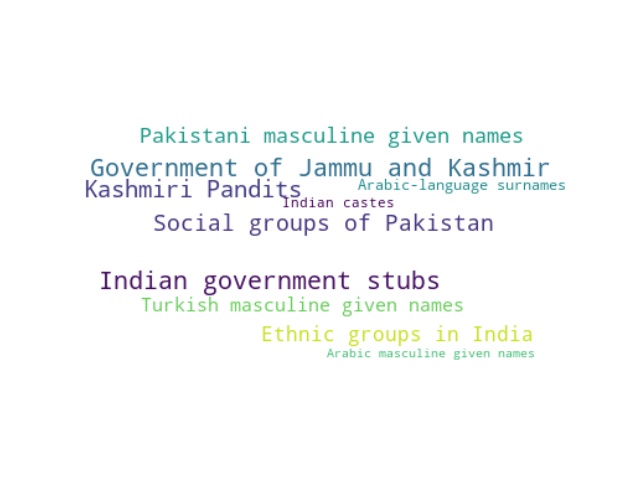 Pakistani masculine given names
Government of Jammu and Kashmir
Kashmiri Pandits
Arabic-language surnames
Indian castes
Social groups of Pakistan
Indian government stubs
Turkish masculine given names
Ethnic groups in India
Arabic masculine given names